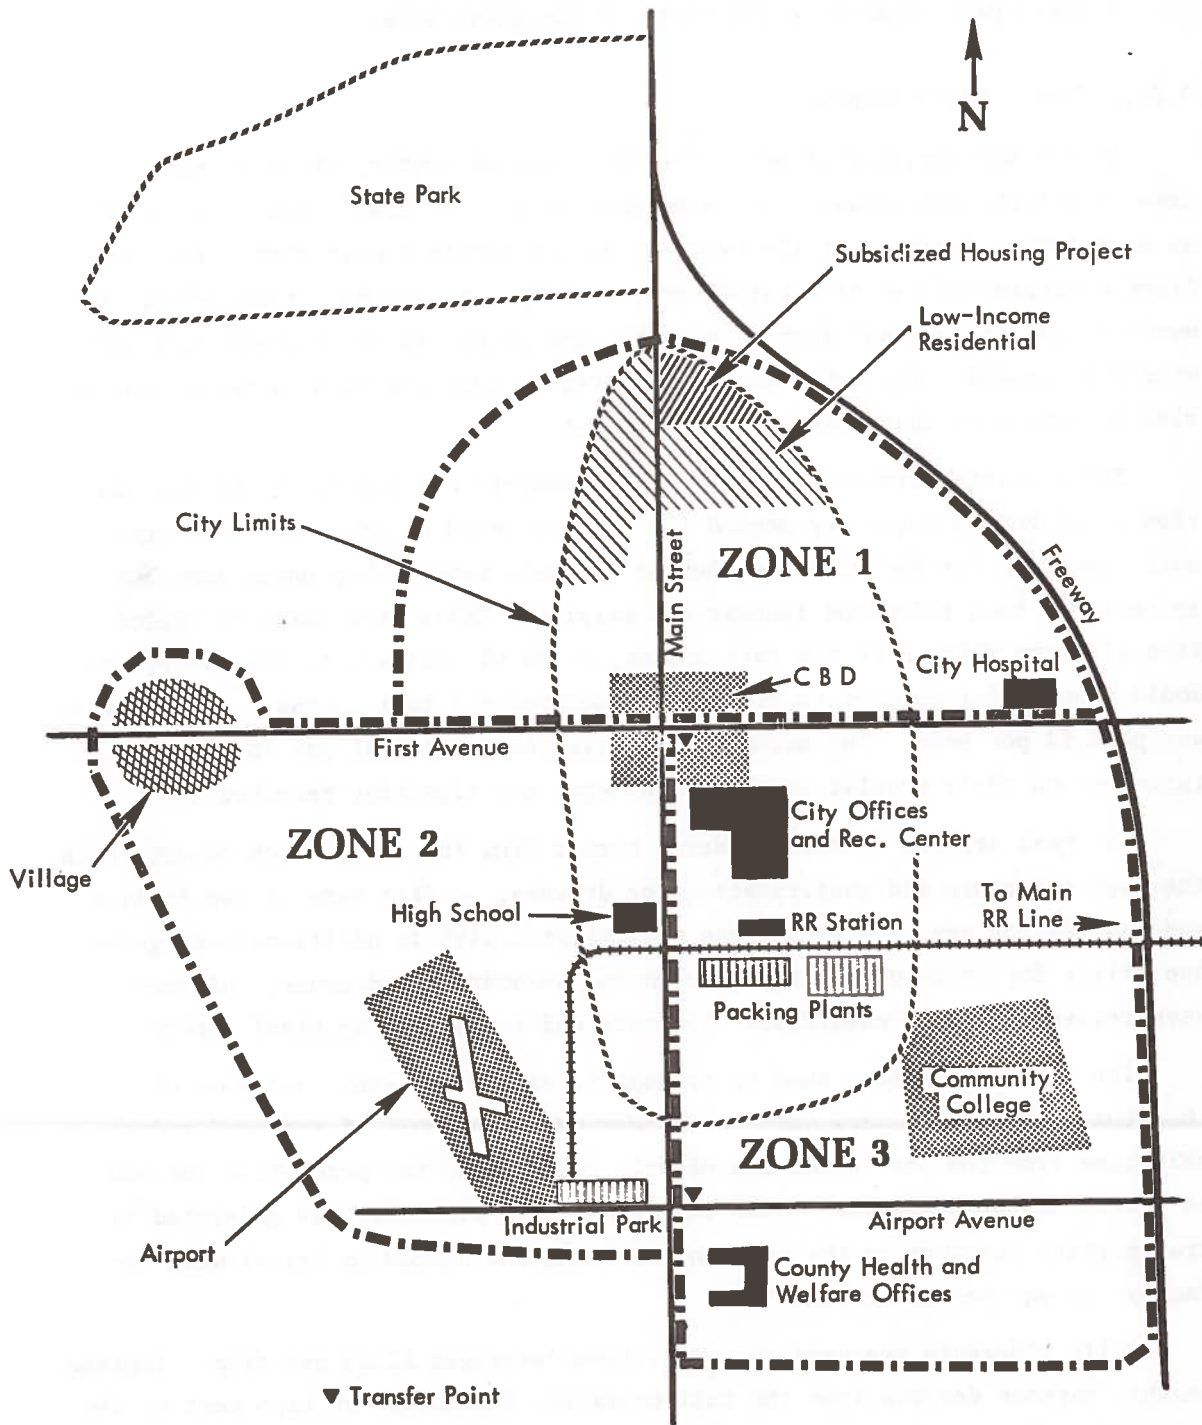 N
State Park
Subsidized Housing Project
Low-Income
Residential
City Limits
ZONE 1
Main Street
Freeway
City Hospital
CBD
First Avenue
City Offices
and Rec. Center
ZONE 2
Village
High School
RR Station
To Main
RR Line
Packing Plants
Community
College
ZONE 3
Industrial Park
Airport Avenue
Airport
County Health and
Welfare Offices
▼ Transfer Point